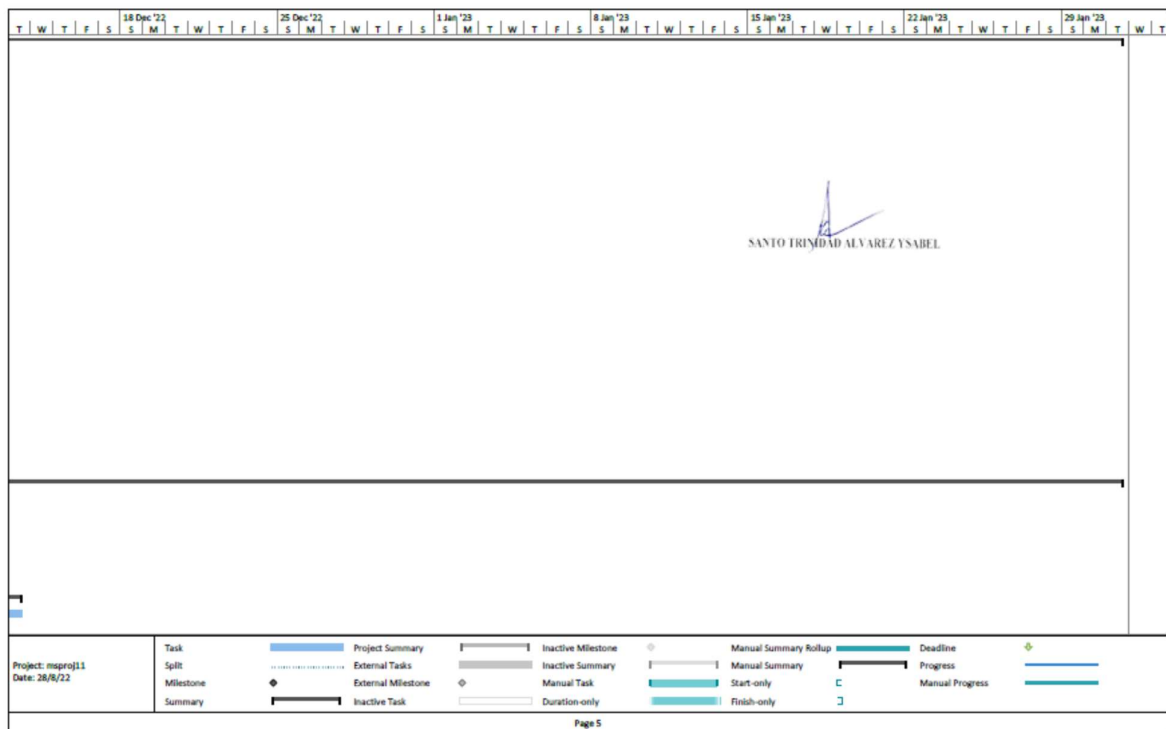 18 Dec '22 25 Dec '22 1 Jan '23 8 Jan '23 15 Jan '23 22 Jan '23 29 Jan '23
T W T F S S M T W T F S S M T W T F S S M T W T F S S M T W T F S S M T W T F S S M T W T F S S M T W T
SANTO TRINIDAD ALVAREZ YSABEL
Project: msproj11
Date: 28/8/22
Task Project Summary Inactive Milestone Manual Summary Rollup Deadline
Split External Tasks Inactive Summary Manual Summary Progress
Milestone External Milestone Manual Task Start-only Manual Progress
Summary Inactive Task Duration-only Finish-only
Page 5